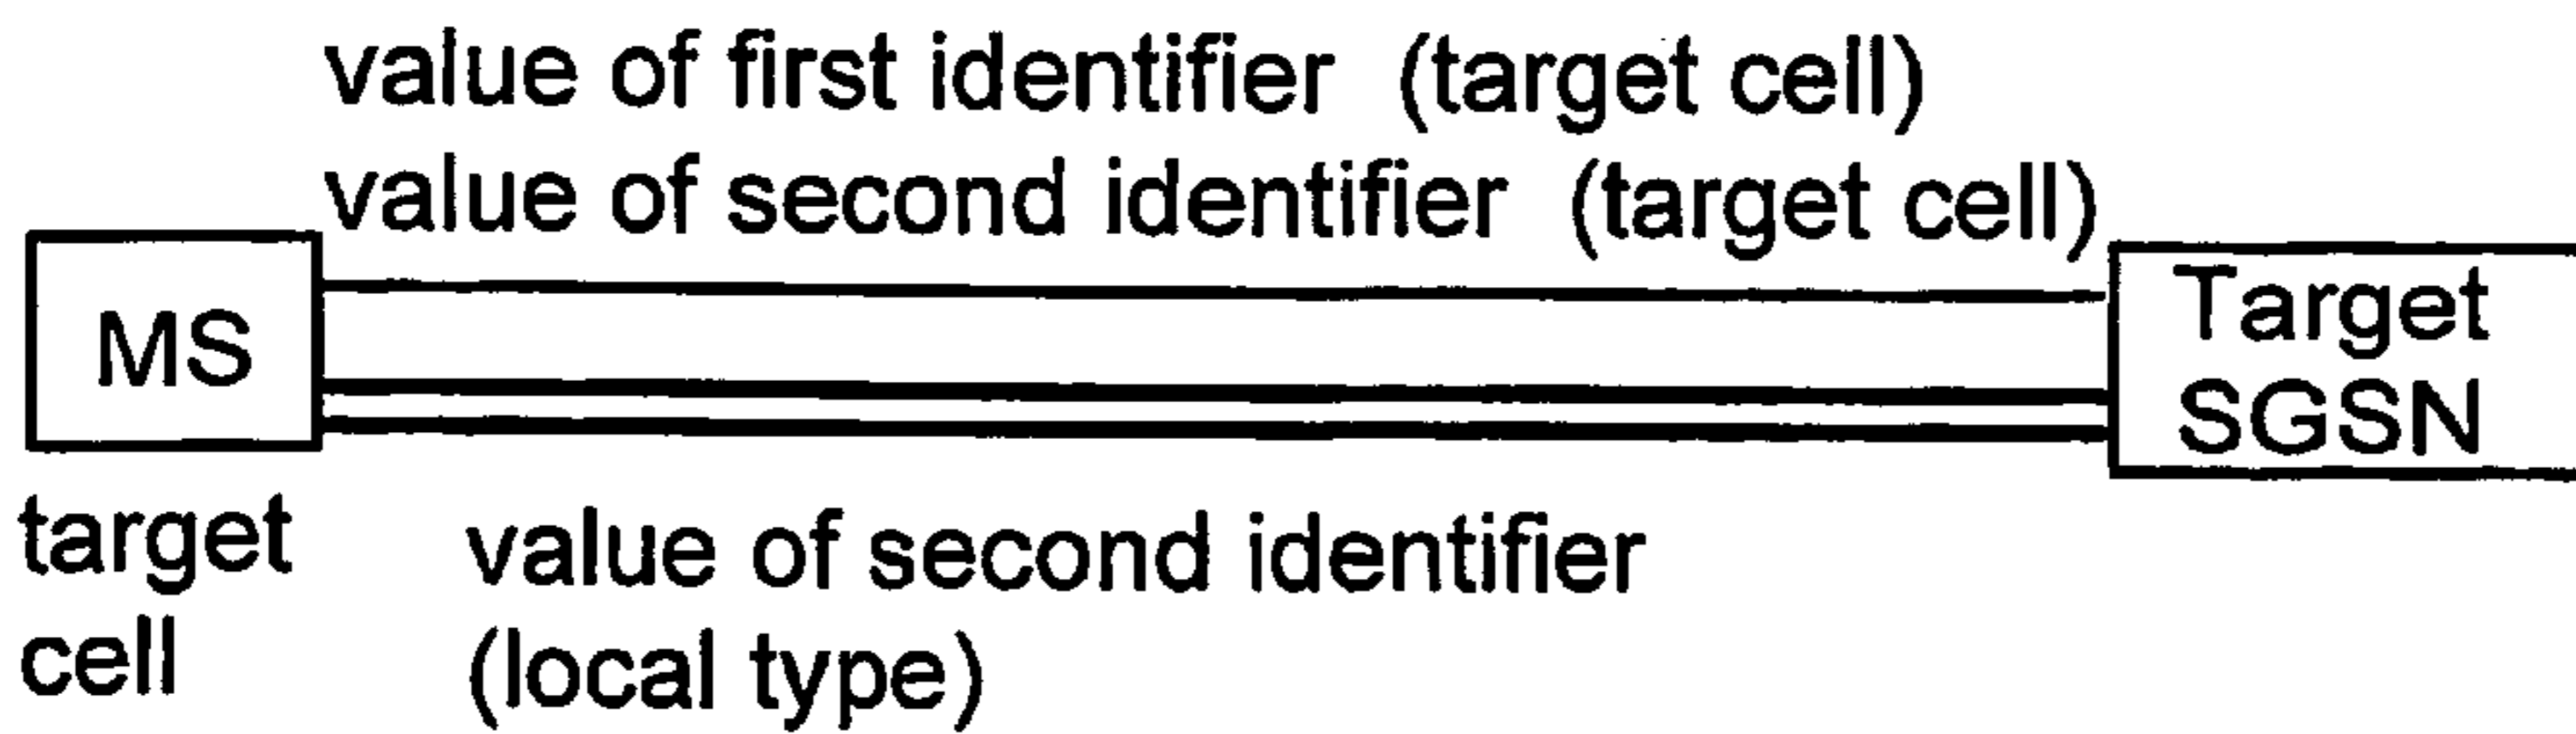 value of first identifier (target cell)
value of second identifier (target cell)
MS
Target
SGSN
target
cell
value of second identifier
(local type)